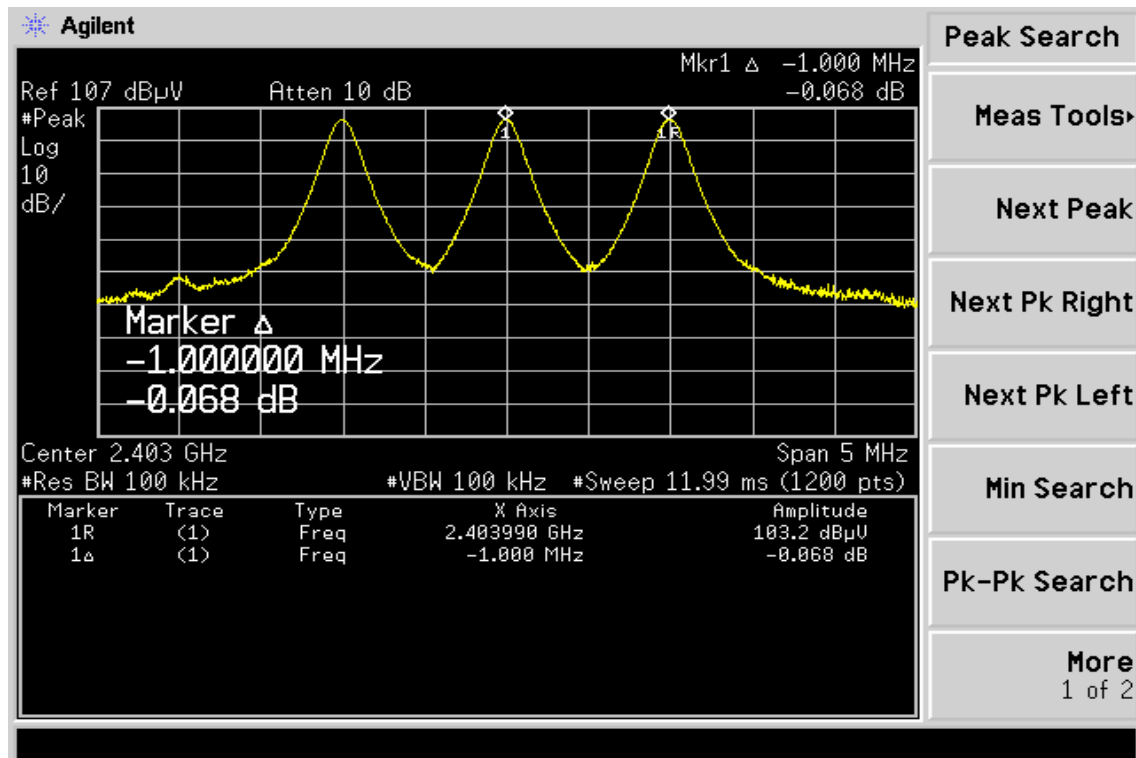 Agilent
Peak Search
Mkr1 Δ -1.000 MHz
Ref 107 dBµV Atten 10 dB -0.068 dB
#Peak
Log
10
dB/
1
1R
Marker Δ
-1.000000 MHz
-0.068 dB
Center 2.403 GHz Span 5 MHz
#Res BW 100 kHz #VBW 100 kHz #Sweep 11.99 ms (1200 pts)
Marker Trace Type X Axis Amplitude
1R (1) Freq 2.403990 GHz 103.2 dBµV
1Δ (1) Freq -1.000 MHz -0.068 dB
Meas Tools▸
Next Peak
Next Pk Right
Next Pk Left
Min Search
Pk-Pk Search
More
1 of 2